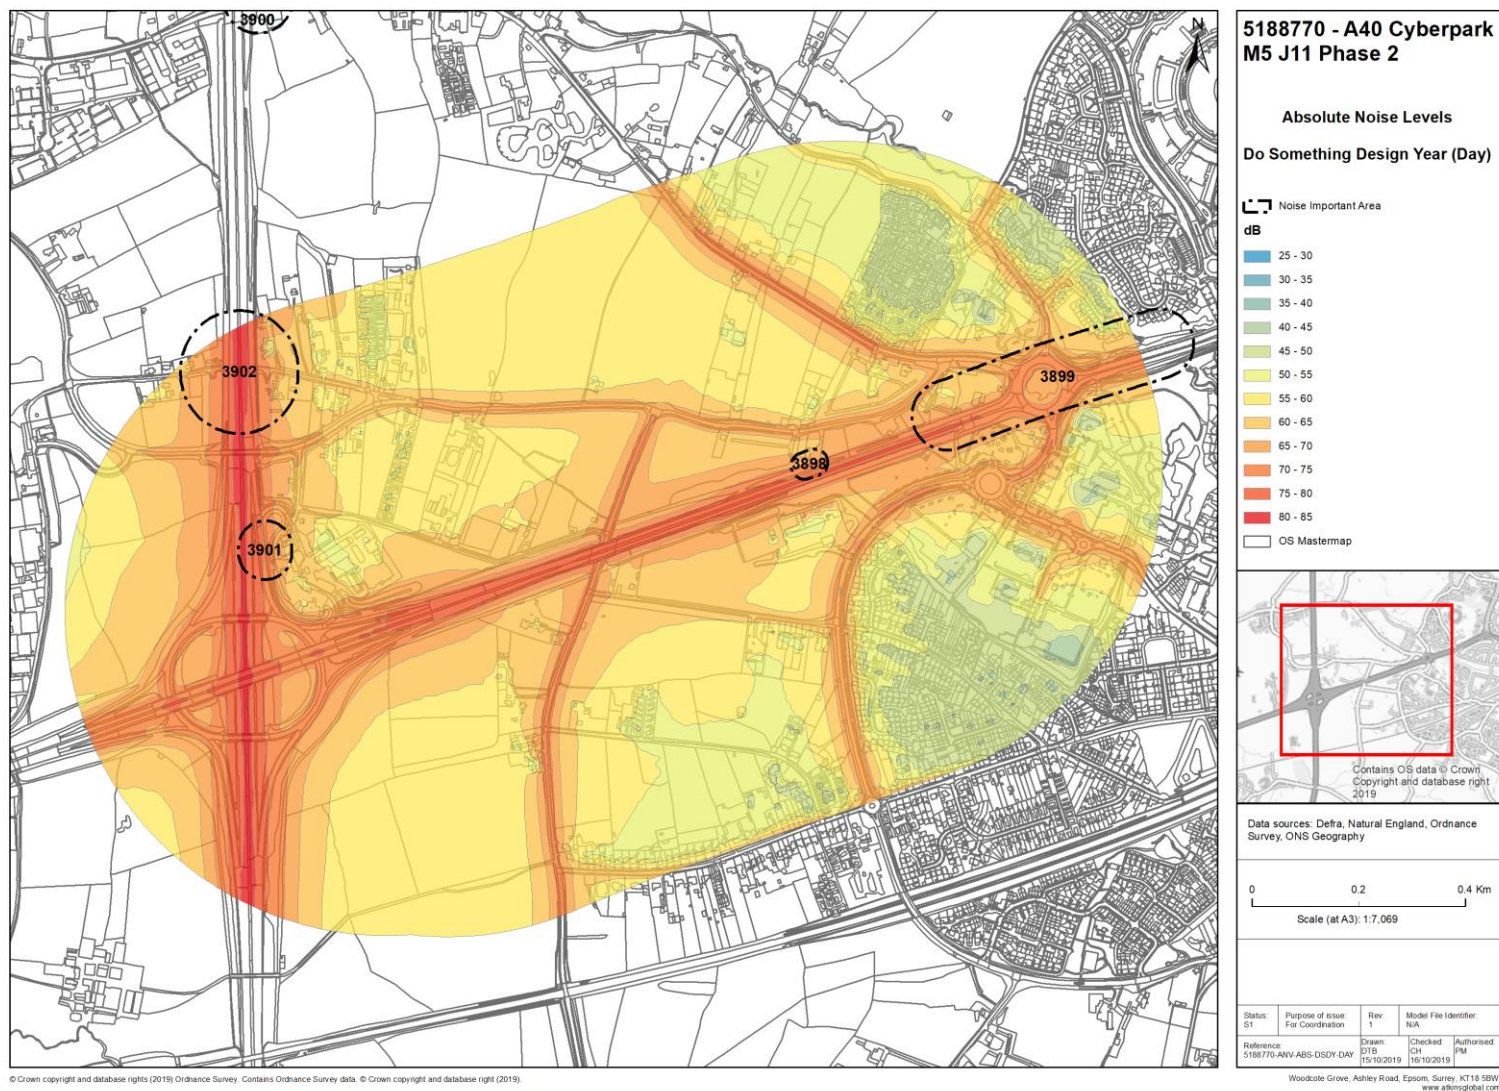 3900
N
3902
3899
3898
3901
5188770 - A40 Cyberpark
M5 J11 Phase 2
Absolute Noise Levels
Do Something Design Year (Day)
Noise Important Area
dB
25 - 30
30 - 35
35 - 40
40 - 45
45 - 50
50 - 55
55 - 60
60 - 65
65 - 70
70 - 75
75 - 80
80 - 85
OS Mastermap
Contains OS data © Crown
Copyright and database right
2019
Data sources: Defra, Natural England, Ordnance
Survey, ONS Geography
0 0.2 0.4 Km
Scale (at A3): 1:7,069
Status:
S1
Purpose of issue:
For Coordination
Rev:
1
Model File Identifier:
N/A
Reference:
5188770-ANV-ABS-DSDY-DAY
Drawn:
DTB
15/10/2019
Checked:
CH
16/10/2019
Authorised:
PM
© Crown copyright and database rights (2019) Ordnance Survey. Contains Ordnance Survey data. © Crown copyright and database right (2019).
Woodcote Grove, Ashley Road, Epsom, Surrey, KT18 5BW
www.atkinsglobal.com